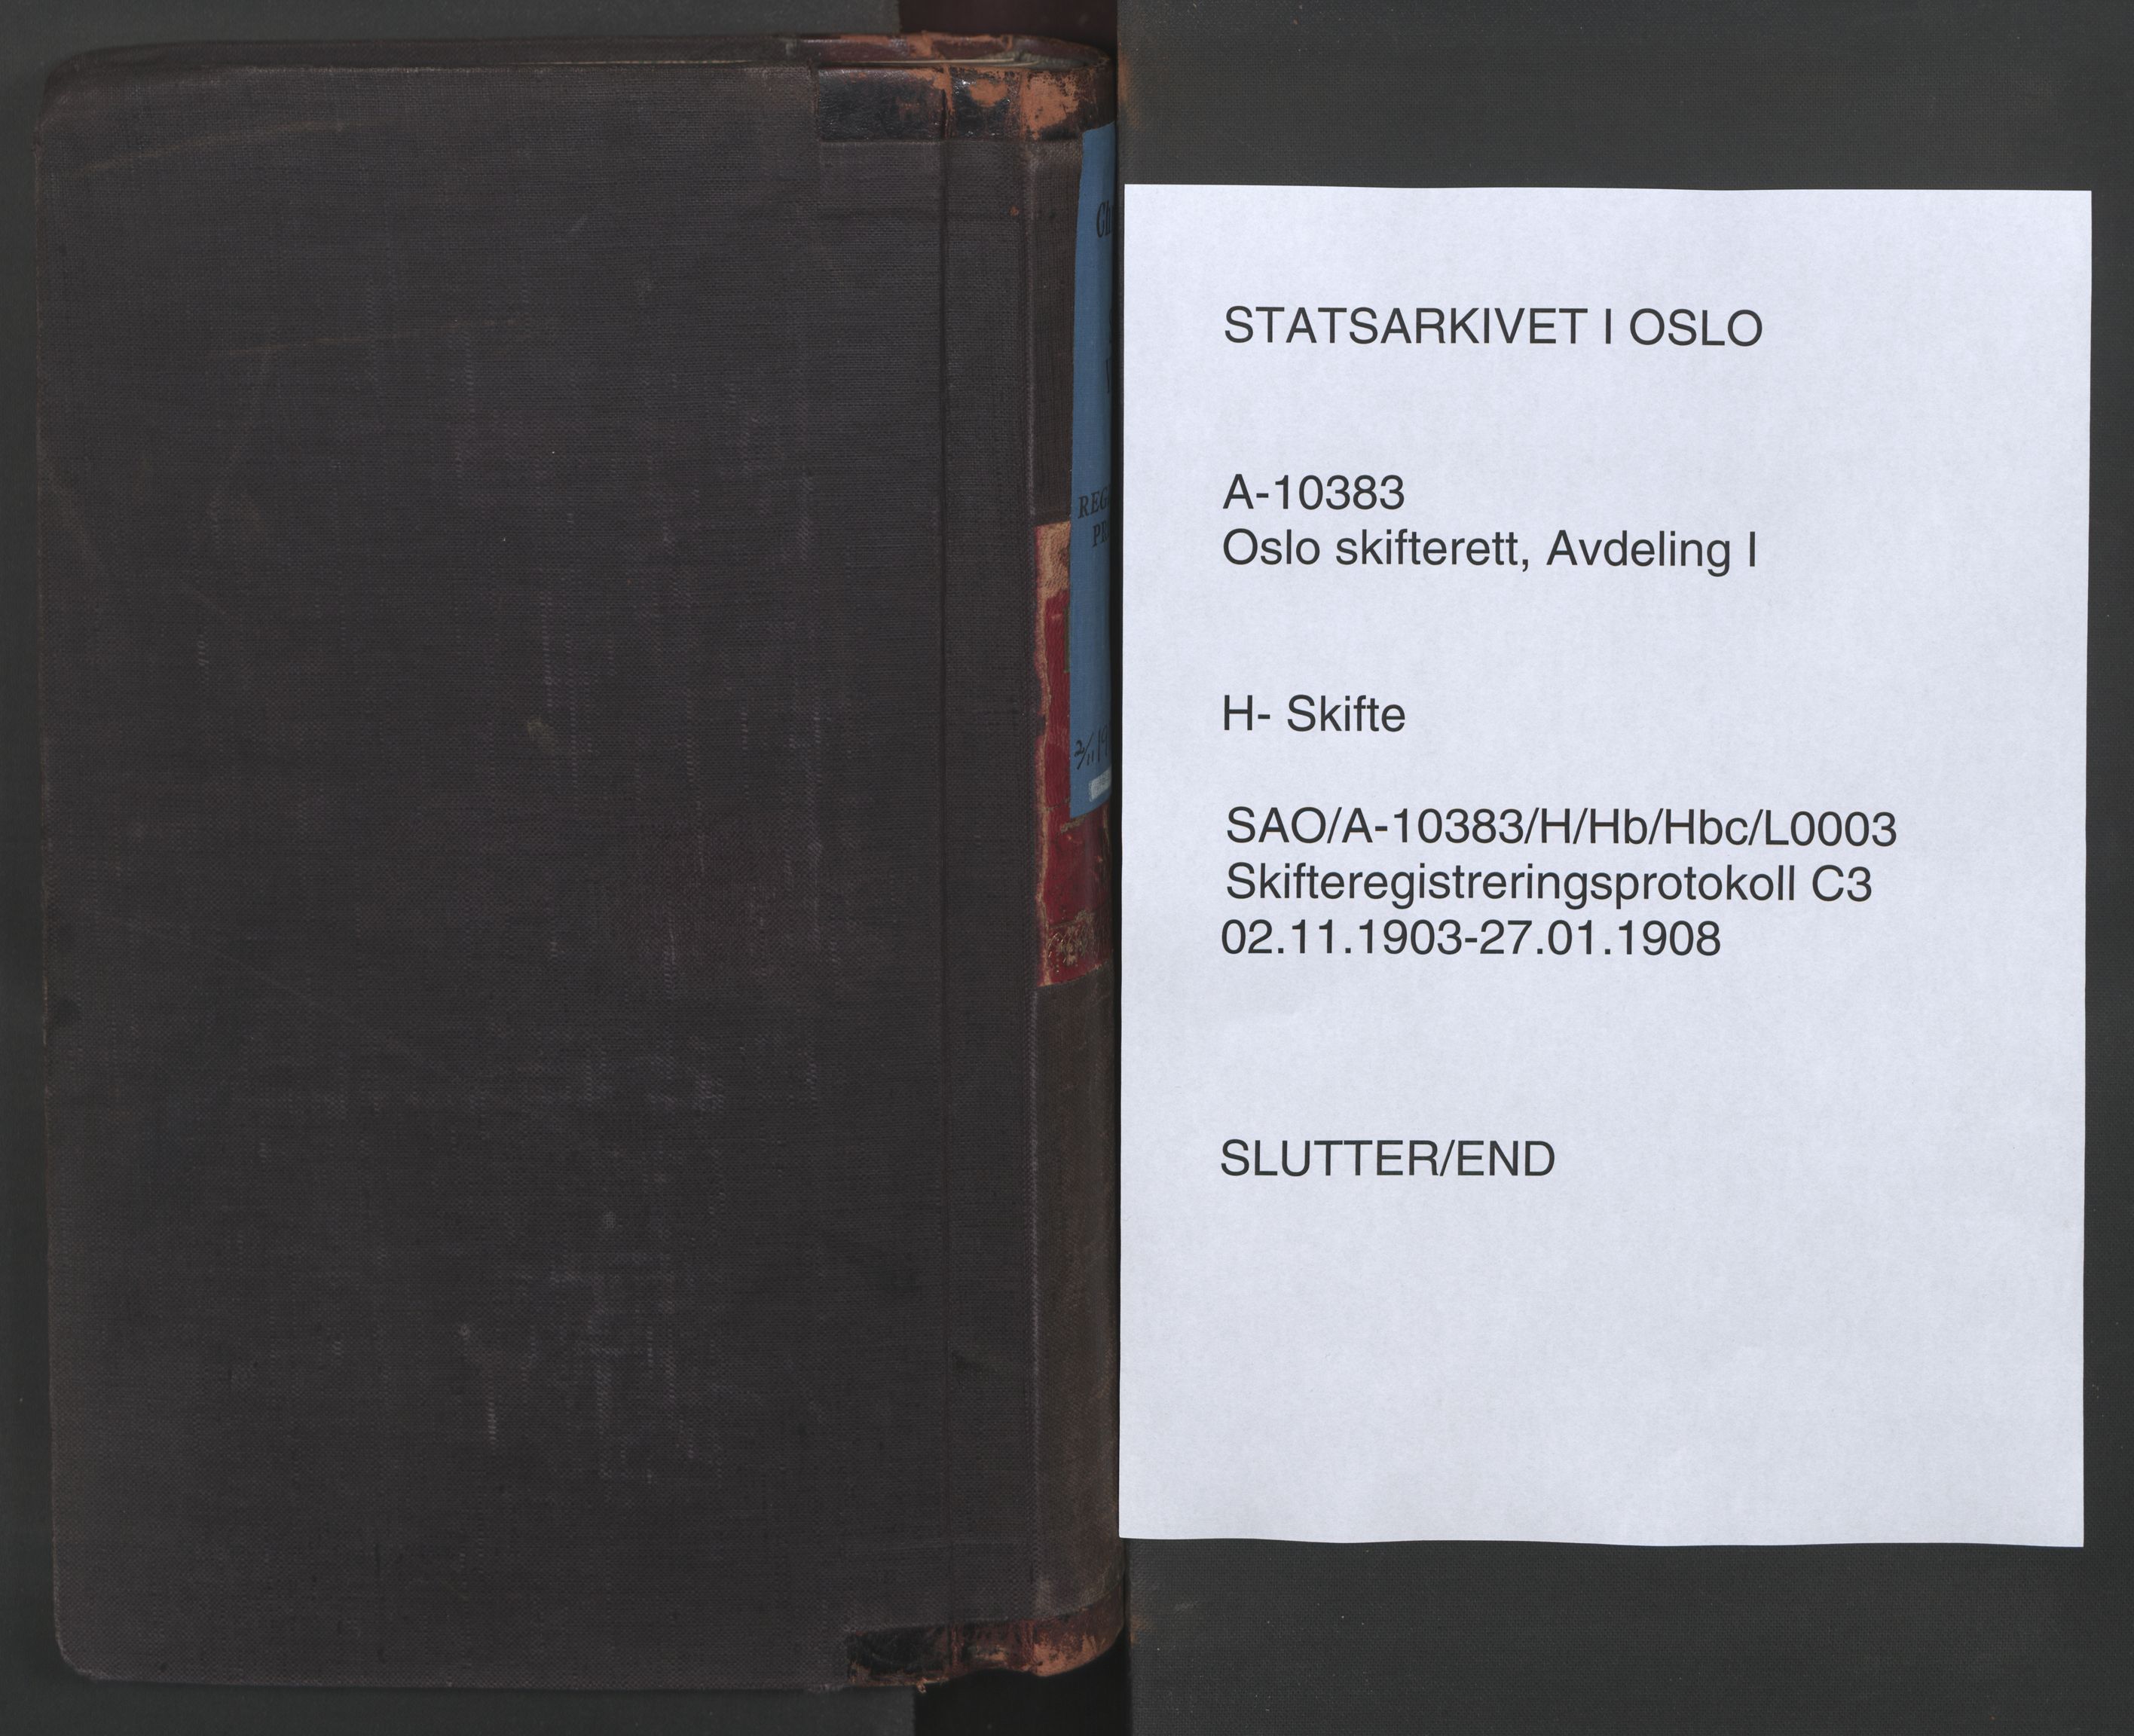 STATSARKIVET I OSLO
A-10383
Oslo skifterett, Avdeling I
H- Skifte
SAO/A-10383/H/Hb/Hbc/L0003
Skifteregistreringsprotokoll C3
02.11.1903-27.01.1908
SLUTTER/END